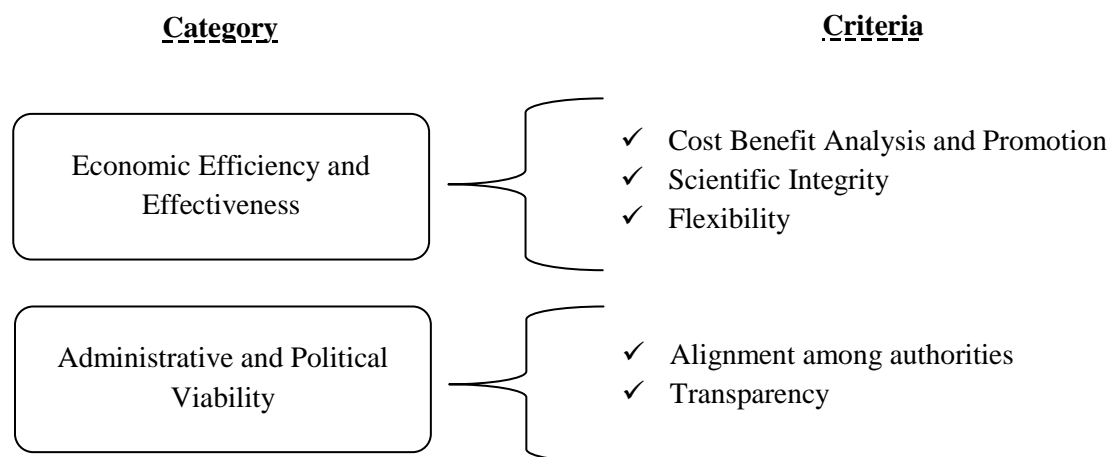 Category
Criteria
Economic Efficiency and
Effectiveness
✓ Cost Benefit Analysis and Promotion
✓ Scientific Integrity
✓ Flexibility
Administrative and Political
Viability
✓ Alignment among authorities
✓ Transparency